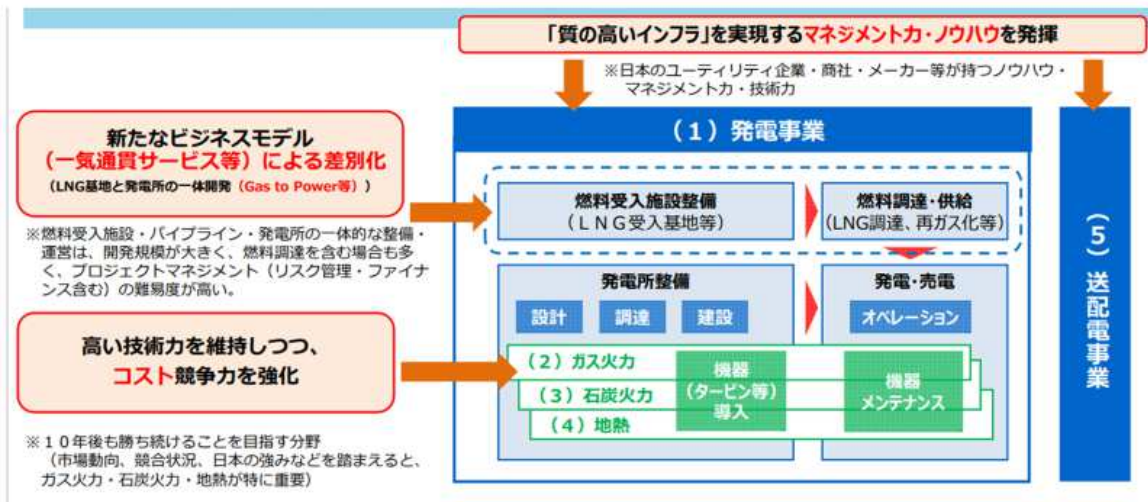 「質の高いインフラ」を実現するマネジメント力・ノウハウを発揮
※日本のユーティリティ企業・商社・メーカー等が持つノウハウ・
マネジメント力・技術力
新たなビジネスモデル
（一気通貫サービス等）による差別化
（LNG基地と発電所の一体開発（Gas to Power等））
※燃料受入施設・パイプライン・発電所の一体的な整備・
運営は、開発規模が大きく、燃料調達を含む場合も多
く、プロジェクトマネジメント（リスク管理・ファイナ
ンス含む）の難易度が高い。
高い技術力を維持しつつ、
コスト競争力を強化
※１０年後も勝ち続けることを目指す分野
（市場動向、競合状況、日本の強みなどを踏まえると、
ガス火力・石炭火力・地熱が特に重要）
（１）発電事業
燃料受入施設整備
（ＬＮＧ受入基地等）
燃料調達・供給
（LNG調達、再ガス化等）
発電所整備
設計
調達
建設
発電・売電
オペレーション
（２）ガス火力
（３）石炭火力
（４）地熱
機器
（タービン等）
導入
機器
メンテナンス
（５）送配電事業